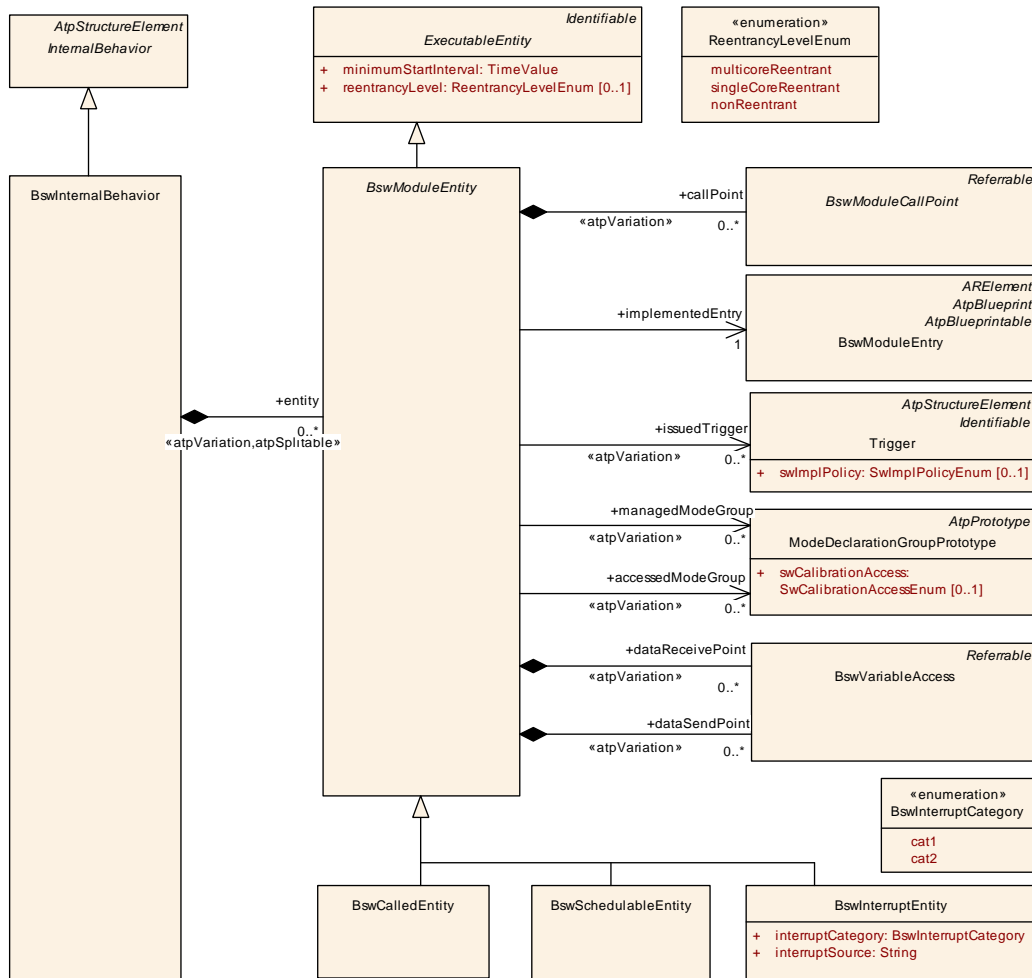 AtpStructureElement
InternalBehavior
Identifiable
ExecutableEntity
+ minimumStartInterval: TimeValue
+ reentrancyLevel: ReentrancyLevelEnum [0..1]
«enumeration»
ReentrancyLevelEnum
multicoreReentrant
singleCoreReentrant
nonReentrant
BswInternalBehavior
BswModuleEntity
+callPoint
«atpVariation»
0..*
Referrable
BswModuleCallPoint
+implementedEntry
1
ARElement
AtpBlueprint
AtpBlueprintable
BswModuleEntry
+entity
0..*
«atpVariation,atpSplitable»
+issuedTrigger
«atpVariation»
0..*
AtpStructureElement
Identifiable
Trigger
+ swImplPolicy: SwImplPolicyEnum [0..1]
+managedModeGroup
«atpVariation»
0..*
+accessedModeGroup
«atpVariation»
0..*
AtpPrototype
ModeDeclarationGroupPrototype
+ swCalibrationAccess:
SwCalibrationAccessEnum [0..1]
+dataReceivePoint
«atpVariation»
0..*
+dataSendPoint
«atpVariation»
0..*
Referrable
BswVariableAccess
«enumeration»
BswInterruptCategory
cat1
cat2
BswCalledEntity
BswSchedulableEntity
BswInterruptEntity
+ interruptCategory: BswInterruptCategory
+ interruptSource: String